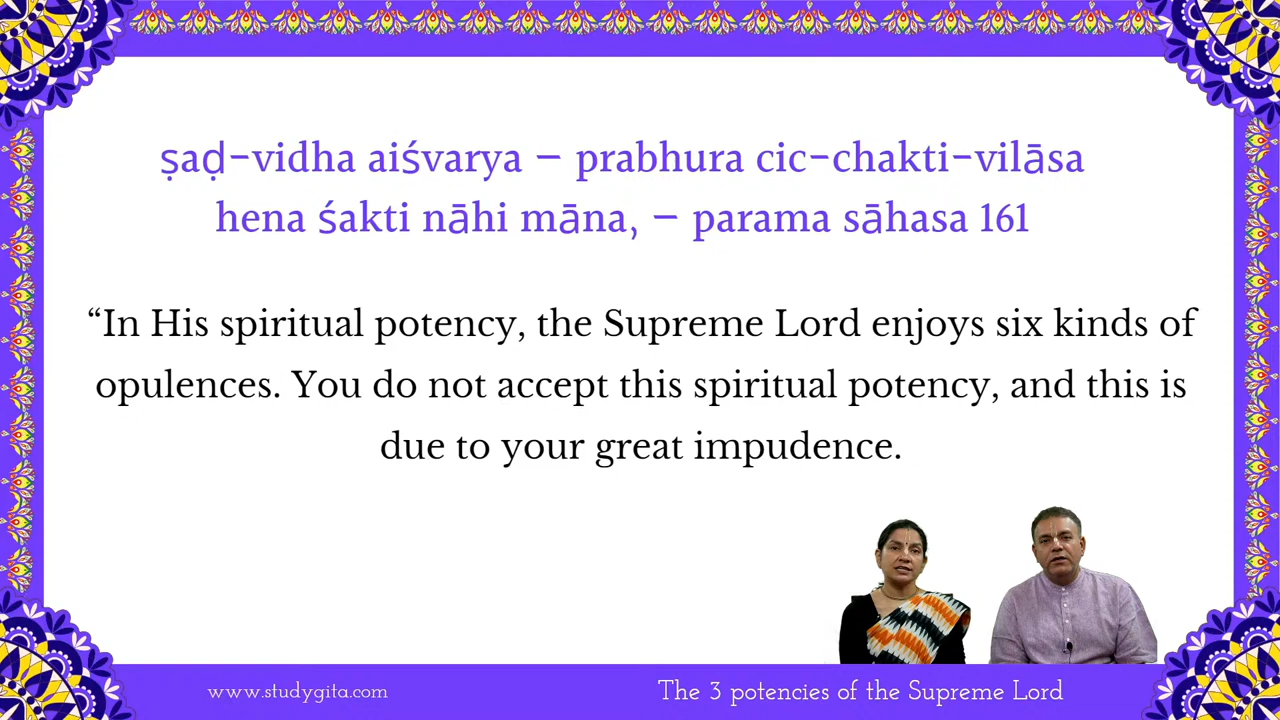 ṣaḍ-vidha aiśvarya – prabhura cic-chakti-vilāsa
hena śakti nāhi māna, – parama sāhasa 161
“In His spiritual potency, the Supreme Lord enjoys six kinds of
opulences. You do not accept this spiritual potency, and this is
due to your great impudence.
www.studygita.com
The 3 potencies of the Supreme Lord